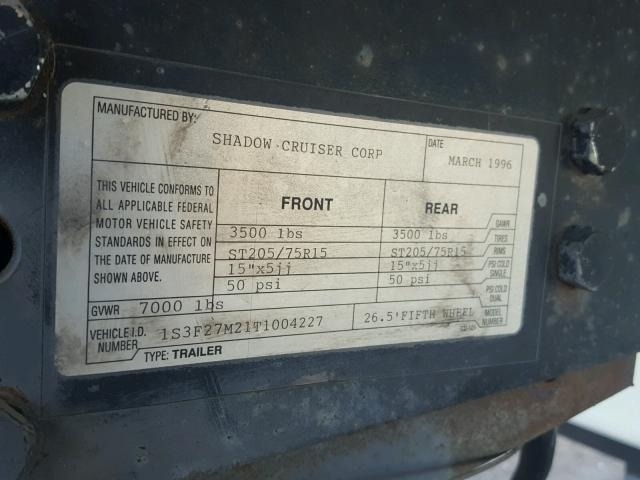 MANUFACTURED BY:
SHADOW CRUISER CORP
DATE
MARCH 1996
THIS VEHICLE CONFORMS TO
ALL APPLICABLE FEDERAL
MOTOR VEHICLE SAFETY
STANDARDS IN EFFECT ON
THE DATE OF MANUFACTURE
SHOWN ABOVE.
FRONT REAR
3500 lbs 3500 lbs GAWR
ST205/75R15 ST205/75R15 TIRES
15"x5jj 15"x5jj RIMS
50 psi 50 psi PSI COLD
SINGLE
PSI COLD
DUAL
GVWR 7000 lbs
VEHICLE I.D.
NUMBER 1S3F27M21T1004227
26.5'FIFTH WHEEL
MODEL
NUMBER
TYPE: TRAILER